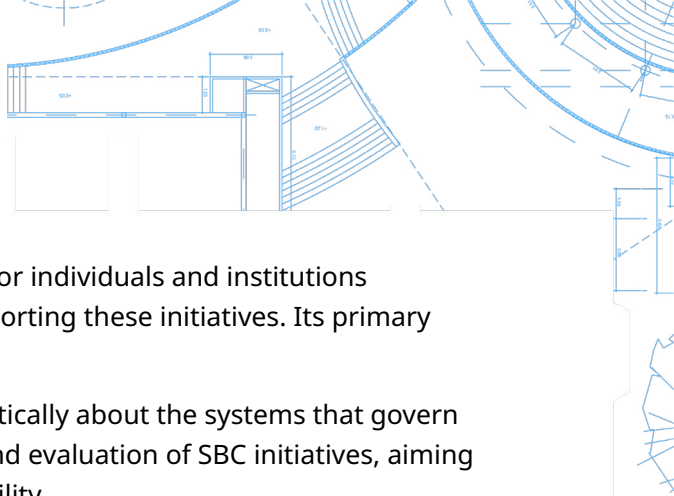 or individuals and institutions
orting these initiatives. Its primary
tically about the systems that govern
nd evaluation of SBC initiatives, aiming
ility